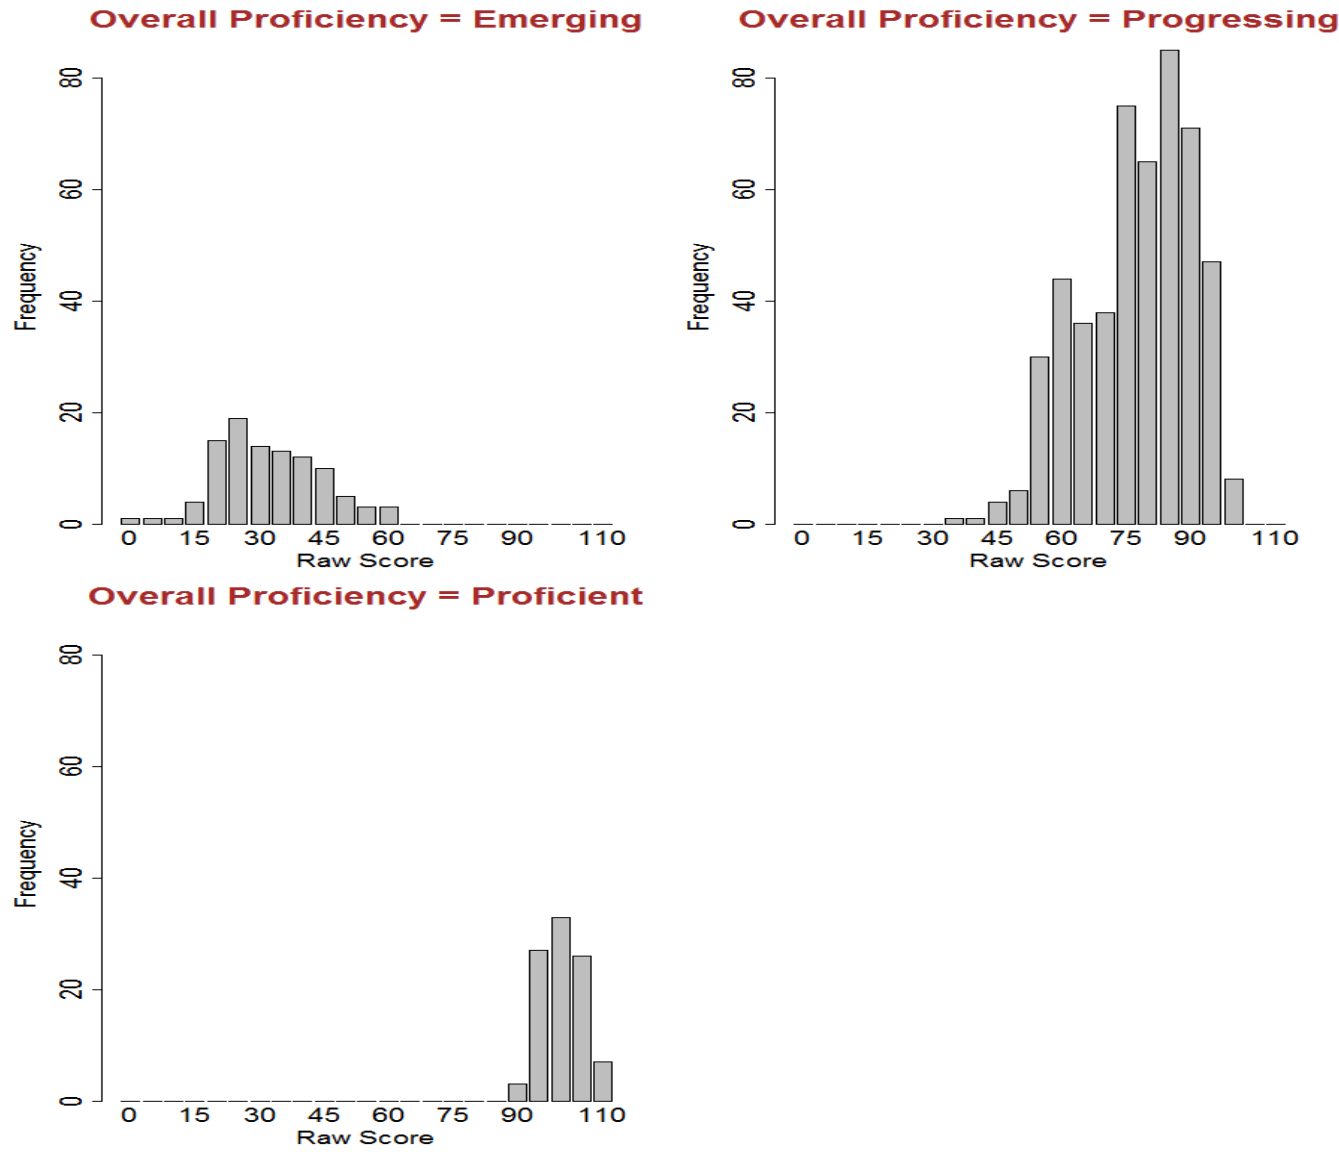 Overall Proficiency = Emerging
80
60
40
20
0
Frequency
0 15 30 45 60 75 90 110
Raw Score
Overall Proficiency = Progressing
80
60
40
20
0
Frequency
0 15 30 45 60 75 90 110
Raw Score
Overall Proficiency = Proficient
80
60
40
20
0
Frequency
0 15 30 45 60 75 90 110
Raw Score